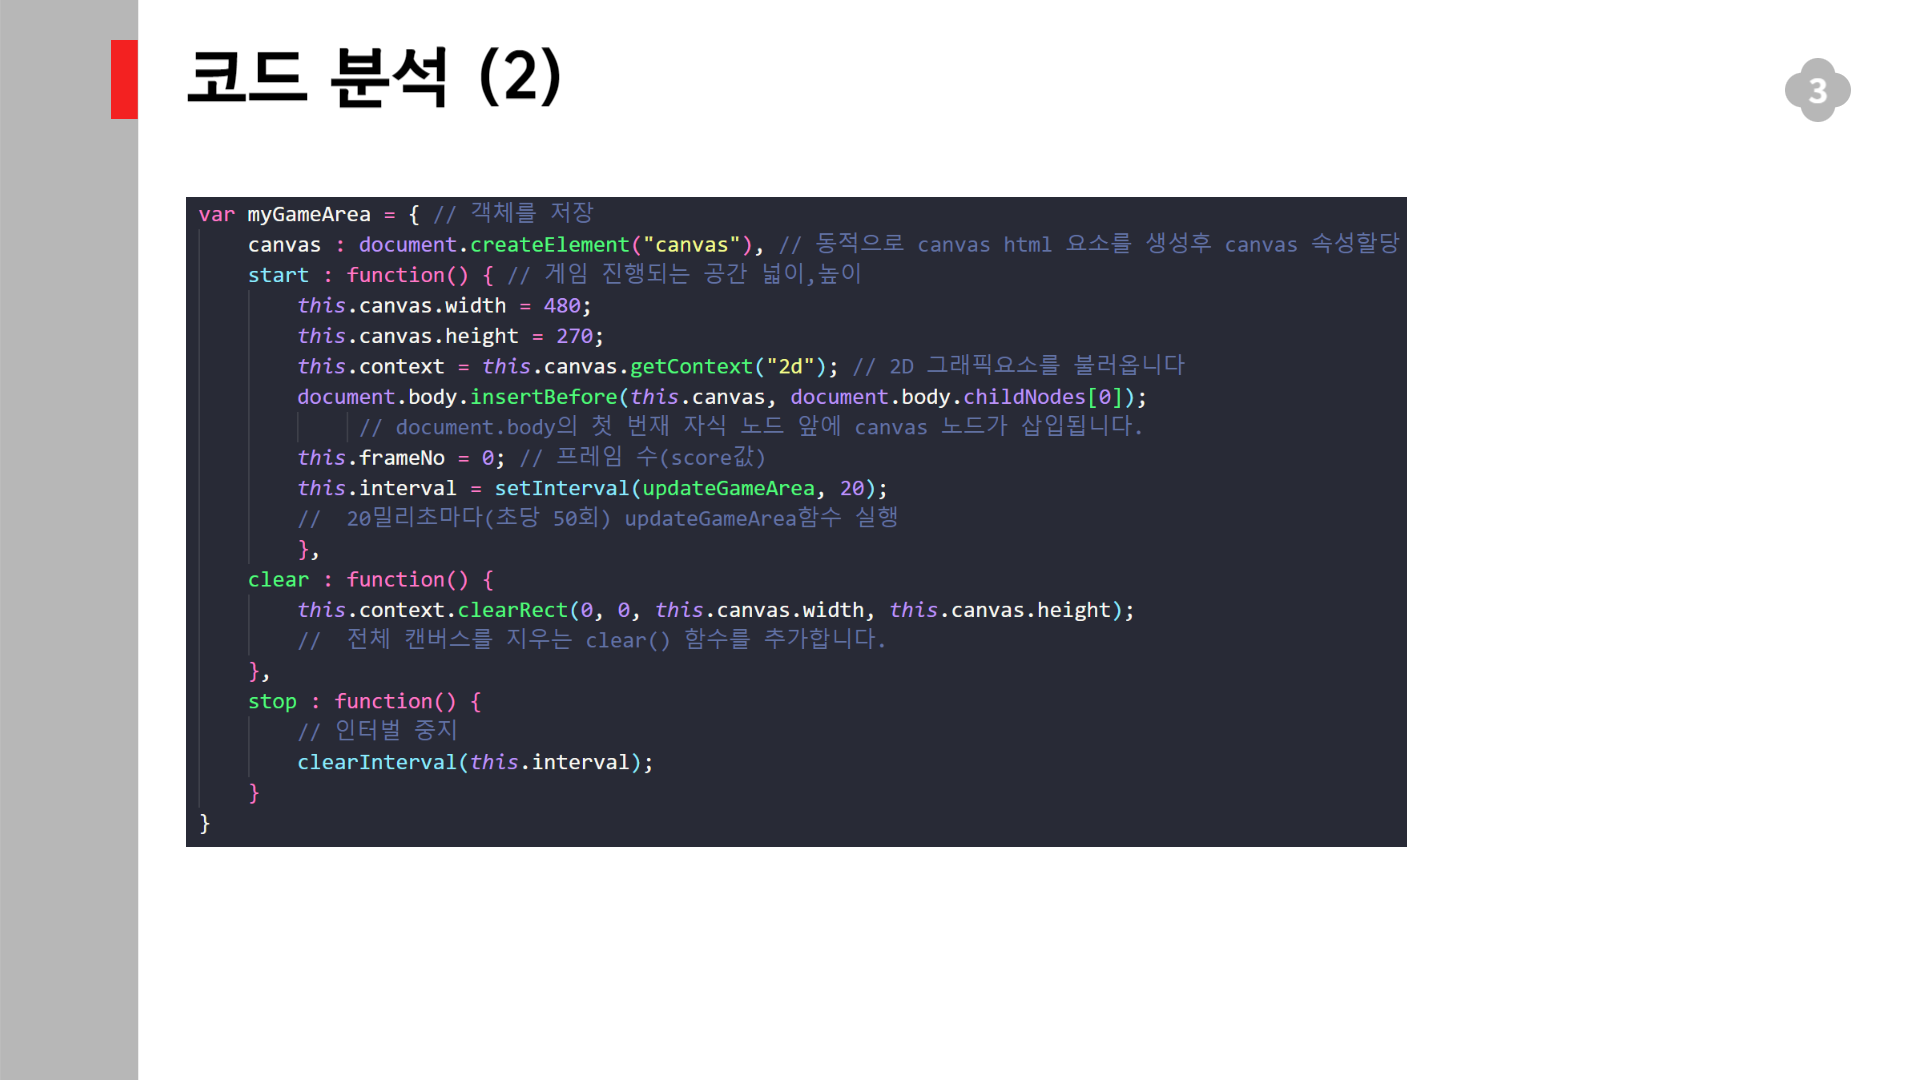 코드 분석 (2)
3
var myGameArea = { // 객체를 저장
    canvas : document.createElement("canvas"), // 동적으로 canvas html 요소를 생성후 canvas 속성할당
    start : function() { // 게임 진행되는 공간 넓이,높이
        this.canvas.width = 480;
        this.canvas.height = 270;
        this.context = this.canvas.getContext("2d"); // 2D 그래픽요소를 불러옵니다
        document.body.insertBefore(this.canvas, document.body.childNodes[0]);
             // document.body의 첫 번재 자식 노드 앞에 canvas 노드가 삽입됩니다.
        this.frameNo = 0; // 프레임 수(score값)
        this.interval = setInterval(updateGameArea, 20);
        //  20밀리초마다(초당 50회) updateGameArea함수 실행
        },
    clear : function() {
        this.context.clearRect(0, 0, this.canvas.width, this.canvas.height);
        //  전체 캔버스를 지우는 clear() 함수를 추가합니다.
    },
    stop : function() {
        // 인터벌 중지
        clearInterval(this.interval);
    }
}